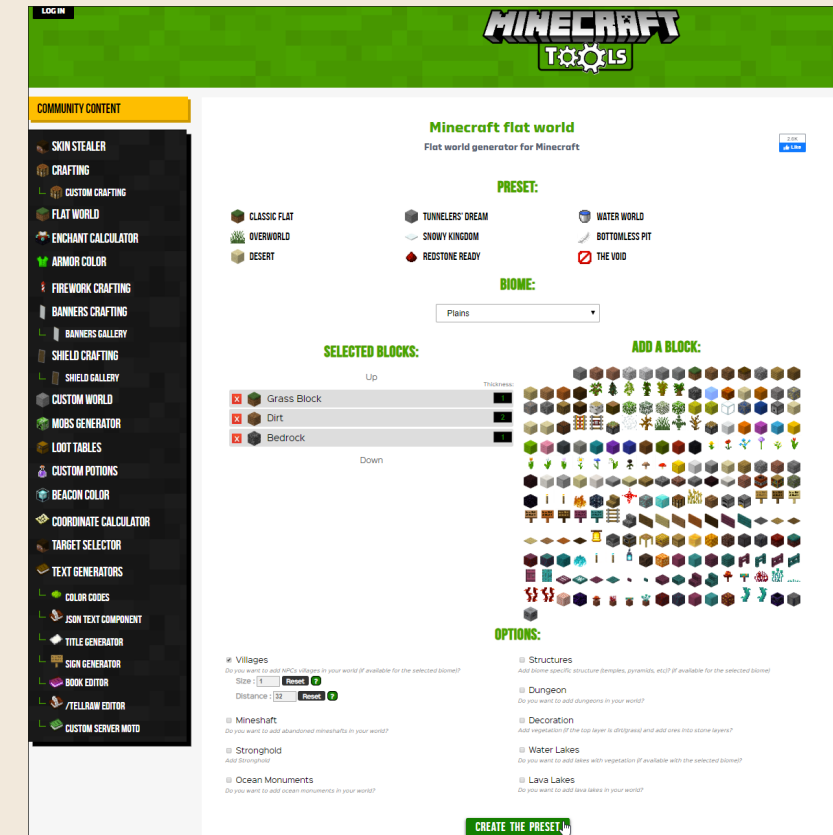 LOG IN
MINECRAFT
TOOLS
COMMUNITY CONTENT
SKIN STEALER
CRAFTING
CUSTOM CRAFTING
FLAT WORLD
ENCHANT CALCULATOR
ARMOR COLOR
FIREWORK CRAFTING
BANNERS CRAFTING
BANNERS GALLERY
SHIELD CRAFTING
SHIELD GALLERY
CUSTOM WORLD
MOBS GENERATOR
LOOT TABLES
CUSTOM POTIONS
BEACON COLOR
COORDINATE CALCULATOR
TARGET SELECTOR
TEXT GENERATORS
COLOR CODES
JSON TEXT COMPONENT
TITLE GENERATOR
SIGN GENERATOR
BOOK EDITOR
/TELLRAW EDITOR
CUSTOM SERVER MOTD
Minecraft flat world
Flat world generator for Minecraft
2.6K
Like
PRESET:
CLASSIC FLAT
TUNNELERS' DREAM
WATER WORLD
OVERWORLD
SNOWY KINGDOM
BOTTOMLESS PIT
DESERT
REDSTONE READY
THE VOID
BIOME:
Plains
SELECTED BLOCKS:
Up
Thickness:
X Grass Block 1
X Dirt 2
X Bedrock 1
Down
ADD A BLOCK:
OPTIONS:
Villages
Do you want to add NPCs villages in your world (if available for the selected biome)?
Size : 1 Reset ?
Distance : 32 Reset ?
Mineshaft
Do you want to add abandoned mineshafts in your world?
Stronghold
Add Stronghold
Ocean Monuments
Do you want to add ocean monuments in your world?
Structures
Add biome specific structure (temples, pyramids, etc)? (if available for the selected biome)
Dungeon
Do you want to add dungeons in your world?
Decoration
Add vegetation (if the top layer is dirt/grass) and add ores into stone layers?
Water Lakes
Do you want to add lakes with vegetation (if available with the selected biome)?
Lava Lakes
Do you want to add lava lakes in your world?
CREATE THE PRESET